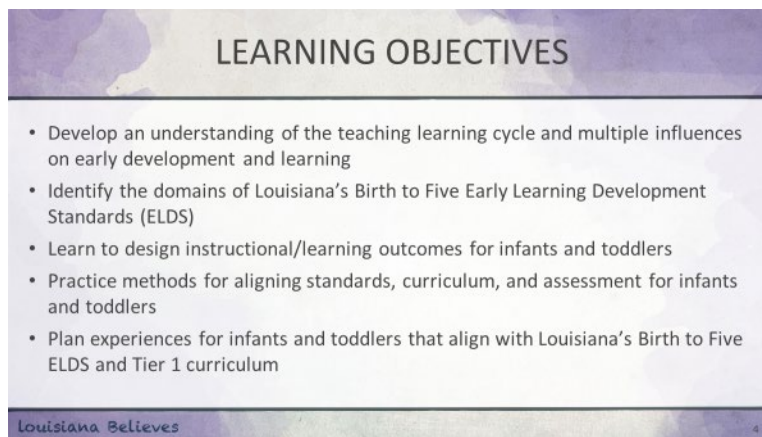 LEARNING OBJECTIVES
• Develop an understanding of the teaching learning cycle and multiple influences
on early development and learning
• Identify the domains of Louisiana's Birth to Five Early Learning Development
Standards (ELDS)
• Learn to design instructional/learning outcomes for infants and toddlers
• Practice methods for aligning standards, curriculum, and assessment for infants
and toddlers
• Plan experiences for infants and toddlers that align with Louisiana's Birth to Five
ELDS and Tier 1 curriculum
Louisiana Believes
4